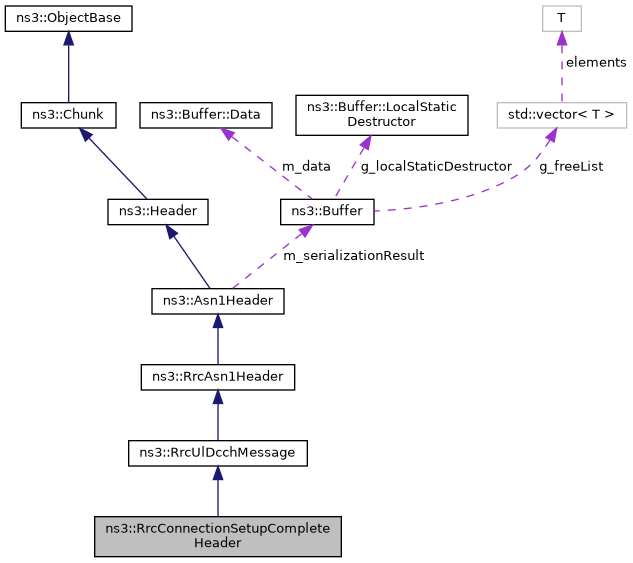 ns3::ObjectBase
T
elements
ns3::Chunk
ns3::Buffer::Data
ns3::Buffer::LocalStatic
Destructor
std::vector< T >
m_data
g_localStaticDestructor
g_freeList
ns3::Header
ns3::Buffer
m_serializationResult
ns3::Asn1Header
ns3::RrcAsn1Header
ns3::RrcUlDcchMessage
ns3::RrcConnectionSetupComplete
Header